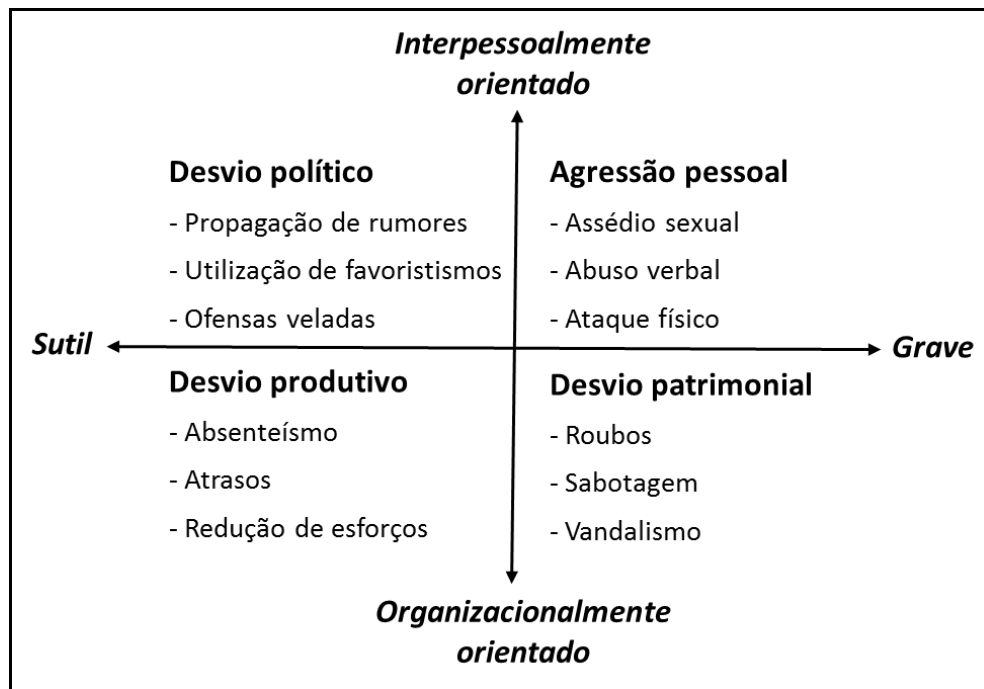 Interpessoalmente
orientado
Desvio político
- Propagação de rumores
- Utilização de favoristismos
- Ofensas veladas
Agressão pessoal
- Assédio sexual
- Abuso verbal
- Ataque físico
Sutil
Grave
Desvio produtivo
- Absenteísmo
- Atrasos
- Redução de esforços
Desvio patrimonial
- Roubos
- Sabotagem
- Vandalismo
Organizacionalmente
orientado